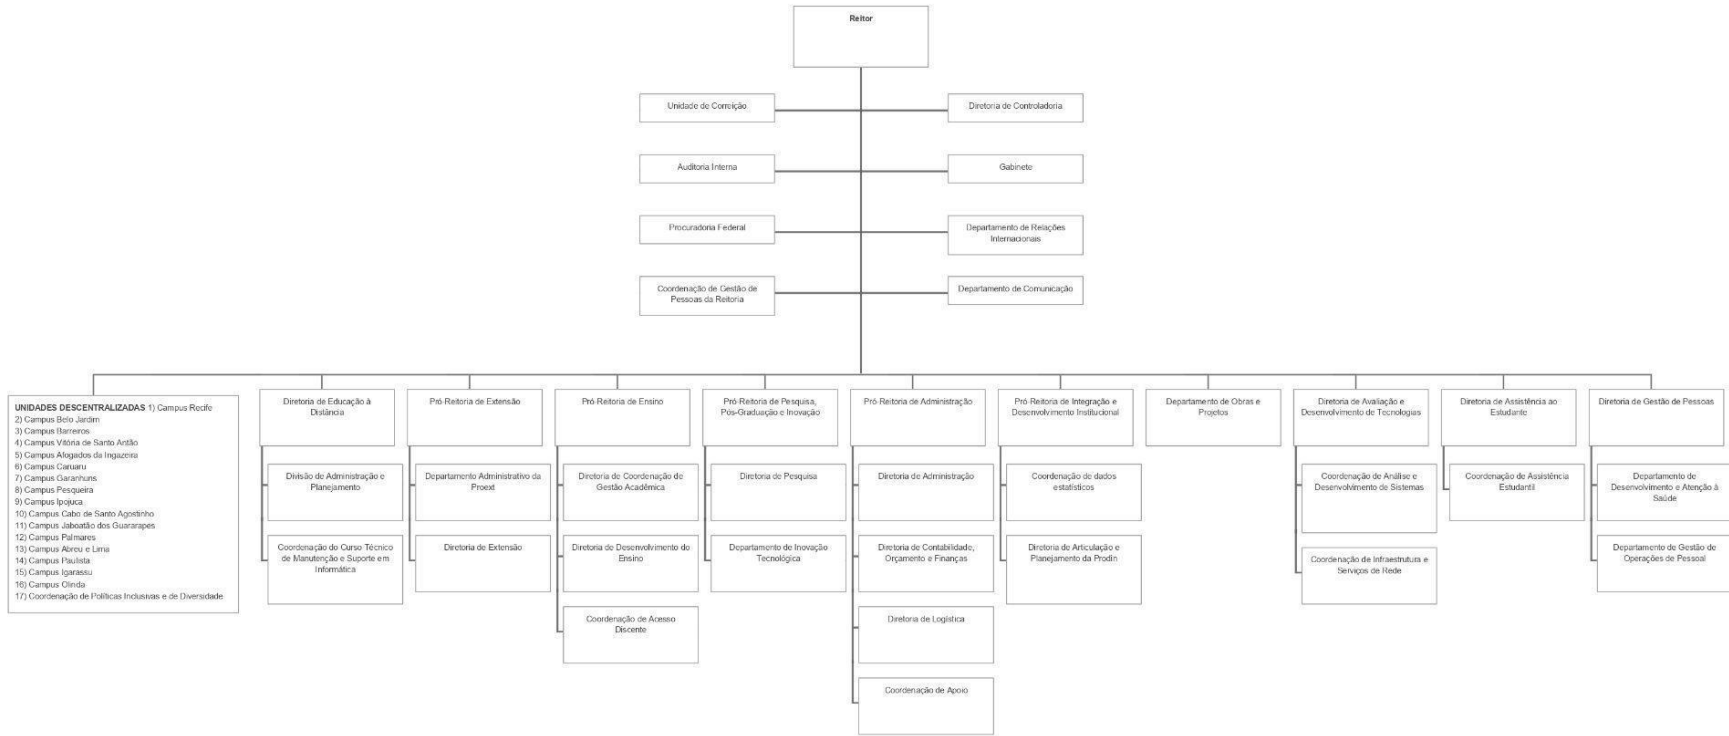 Reitor
Unidade de Correição
Diretoria de Controladoria
Auditoria Interna
Gabinete
Procuradoria Federal
Departamento de Relações
Internacionais
Coordenação de Gestão de
Pessoas da Reitoria
Departamento de Comunicação
UNIDADES DESCENTRALIZADAS 1) Campus Recife
2) Campus Belo Jardim
3) Campus Barreiros
4) Campus Vitória de Santo Antão
5) Campus Afogados da Ingazeira
6) Campus Caruaru
7) Campus Garanhuns
8) Campus Pesqueira
9) Campus Ipojuca
10) Campus Cabo de Santo Agostinho
11) Campus Jaboatão dos Guararapes
12) Campus Palmares
13) Campus Abreu e Lima
14) Campus Paulista
15) Campus Igarassu
16) Campus Olinda
17) Coordenação de Políticas Inclusivas e de Diversidade
Diretoria de Educação à
Distância
Divisão de Administração e
Planejamento
Coordenação do Curso Técnico
de Manutenção e Suporte em
Informática
Pró-Reitoria de Extensão
Departamento Administrativo da
Proext
Diretoria de Extensão
Pró-Reitoria de Ensino
Diretoria de Coordenação de
Gestão Acadêmica
Diretoria de Desenvolvimento do
Ensino
Coordenação de Acesso
Discente
Pró-Reitoria de Pesquisa,
Pós-Graduação e Inovação
Diretoria de Pesquisa
Departamento de Inovação
Tecnológica
Pró-Reitoria de Administração
Diretoria de Administração
Diretoria de Contabilidade,
Orçamento e Finanças
Diretoria de Logística
Coordenação de Apoio
Pró-Reitoria de Integração e
Desenvolvimento Institucional
Coordenação de dados
estatísticos
Diretoria de Articulação e
Planejamento da Prodin
Departamento de Obras e
Projetos
Diretoria de Avaliação e
Desenvolvimento de Tecnologias
Coordenação de Análise e
Desenvolvimento de Sistemas
Coordenação de Infraestrutura e
Serviços de Rede
Diretoria de Assistência ao
Estudante
Coordenação de Assistência
Estudantil
Diretoria de Gestão de Pessoas
Departamento de
Desenvolvimento e Atenção à
Saúde
Departamento de Gestão de
Operações de Pessoal